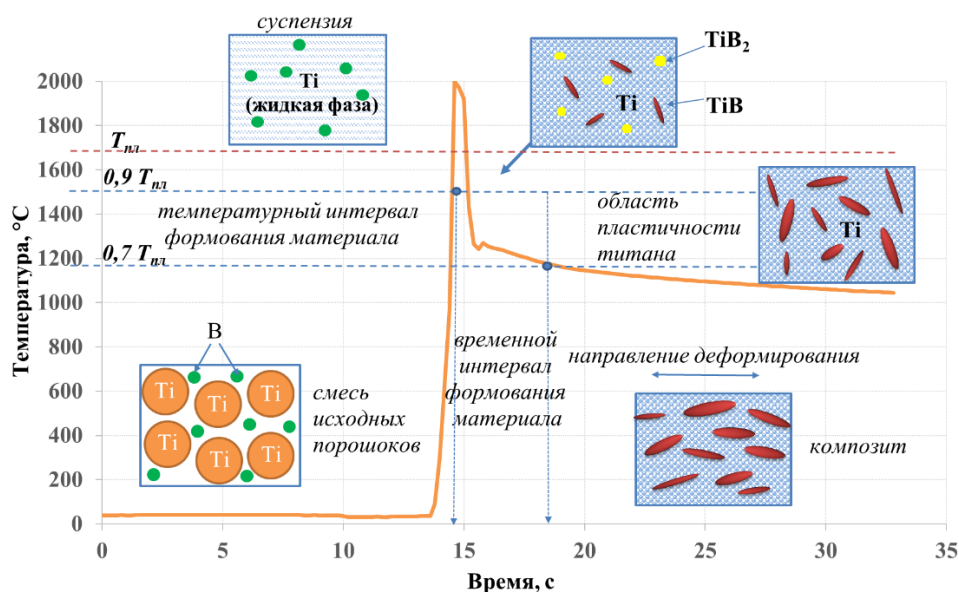 суспензия
Ti
(жидкая фаза)
TiB₂
TiB
Ti
2000
1800
Tпл
1600
0,9 Tпл
1400
температурный интервал
формования материала
область
пластичности
титана
Ti
1200
0,7 Tпл
1000
800
600
400
200
0
Температура, °C
B
Ti
Ti
Ti
Ti
Ti
Ti
смесь
исходных
порошоков
временной
интервал
формования
материала
направление деформирования
композит
0
5
10
15
20
25
30
35
Время, с